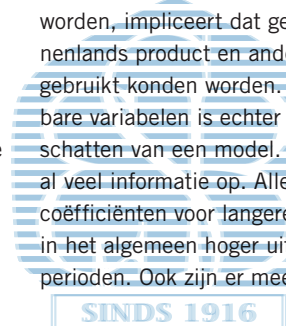 worden, impliceert dat ge
nenlands product en ande
gebruikt konden worden.
bare variabelen is echter
e schatten van een model.
al veel informatie op. Alle
coëfficiënten voor langere
in het algemeen hoger ui
perioden. Ook zijn er mee
SINDS 1916